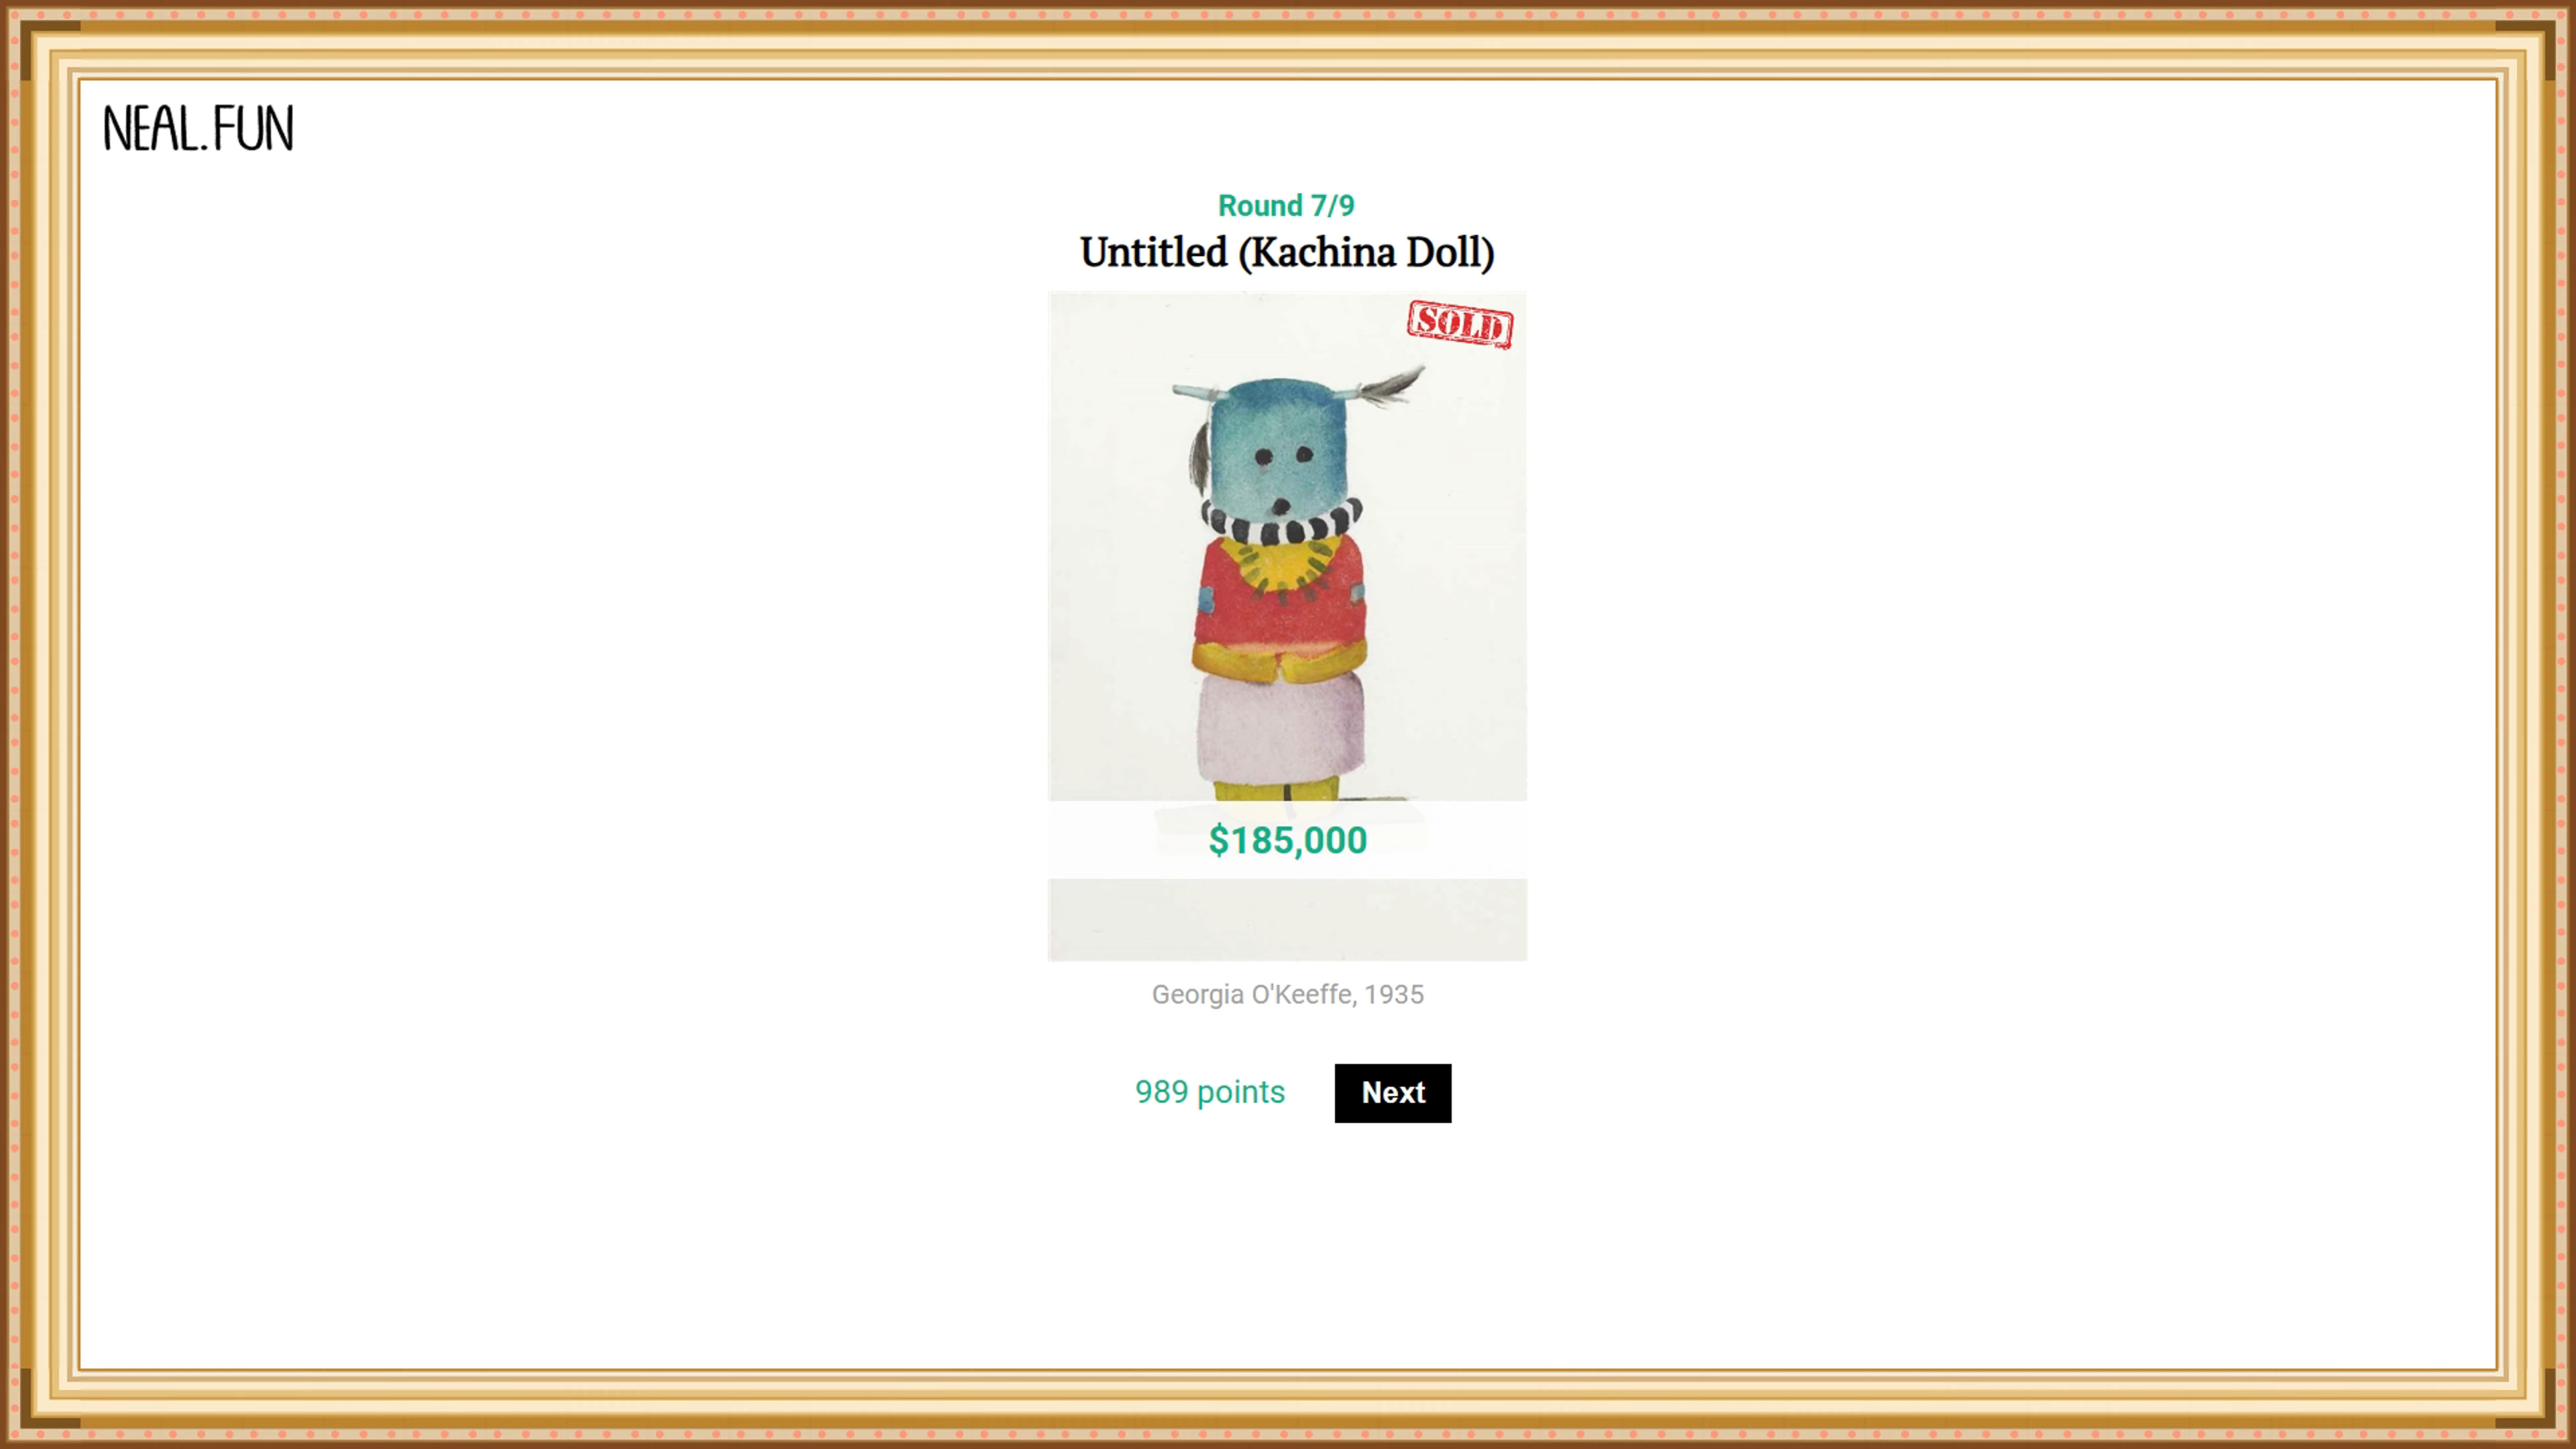 NEAL.FUN
Round 7/9
Untitled (Kachina Doll)
SOLD
$185,000
Georgia O'Keeffe, 1935
989 points
Next